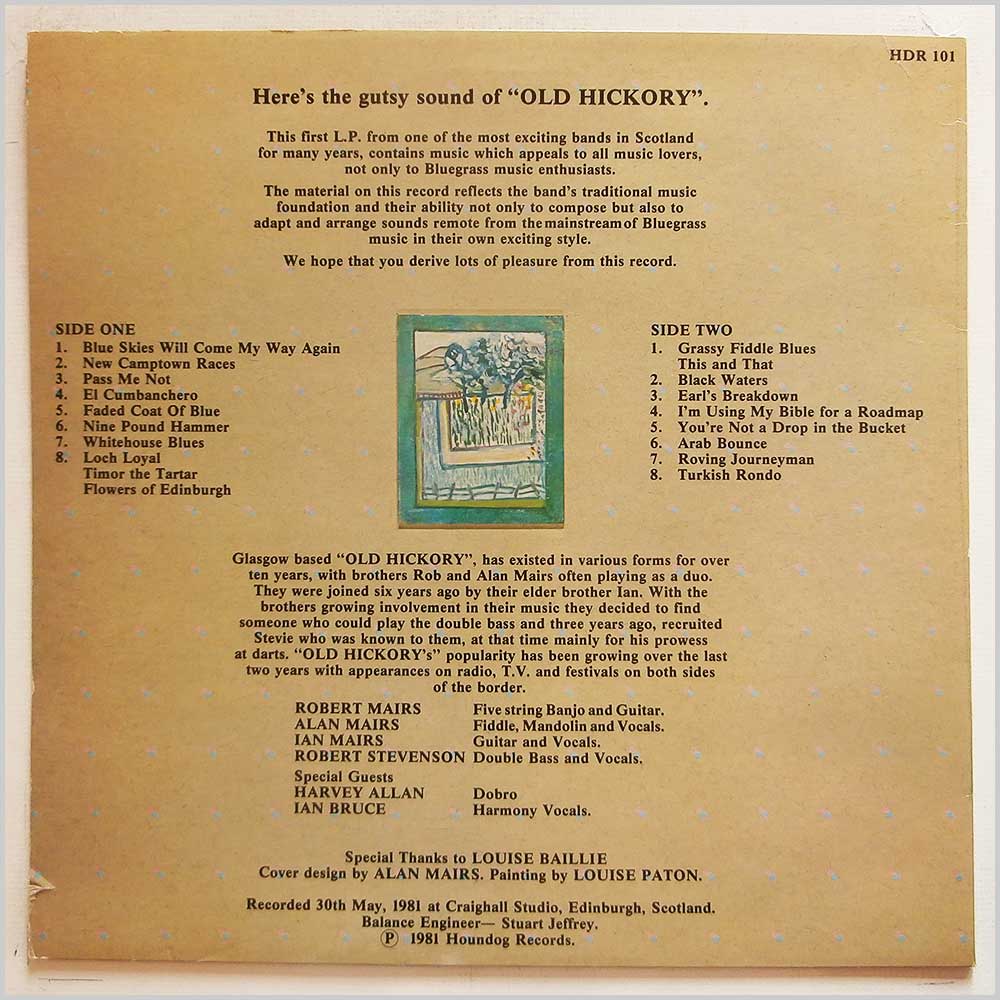 HDR 101
Here's the gutsy sound of “OLD HICKORY”.
This first L.P. from one of the most exciting bands in Scotland
for many years, contains music which appeals to all music lovers,
not only to Bluegrass music enthusiasts.
The material on this record reflects the band's traditional music
foundation and their ability not only to compose but also to
adapt and arrange sounds remote from the mainstream of Bluegrass
music in their own exciting style.
We hope that you derive lots of pleasure from this record.
SIDE ONE
1. Blue Skies Will Come My Way Again
2. New Camptown Races
3. Pass Me Not
4. El Cumbanchero
5. Faded Coat Of Blue
6. Nine Pound Hammer
7. Whitehouse Blues
8. Loch Loyal
Timor the Tartar
Flowers of Edinburgh
SIDE TWO
1. Grassy Fiddle Blues
This and That
2. Black Waters
3. Earl's Breakdown
4. I'm Using My Bible for a Roadmap
5. You're Not a Drop in the Bucket
6. Arab Bounce
7. Roving Journeyman
8. Turkish Rondo
Glasgow based “OLD HICKORY”, has existed in various forms for over
ten years, with brothers Rob and Alan Mairs often playing as a duo.
They were joined six years ago by their elder brother Ian. With the
brothers growing involvement in their music they decided to find
someone who could play the double bass and three years ago, recruited
Stevie who was known to them, at that time mainly for his prowess
at darts. “OLD HICKORY's” popularity has been growing over the last
two years with appearances on radio, T.V. and festivals on both sides
of the border.
ROBERT MAIRS Five string Banjo and Guitar.
ALAN MAIRS Fiddle, Mandolin and Vocals.
IAN MAIRS Guitar and Vocals.
ROBERT STEVENSON Double Bass and Vocals.
Special Guests
HARVEY ALLAN Dobro
IAN BRUCE Harmony Vocals.
Special Thanks to LOUISE BAILLIE
Cover design by ALAN MAIRS. Painting by LOUISE PATON.
Recorded 30th May, 1981 at Craighall Studio, Edinburgh, Scotland.
Balance Engineer— Stuart Jeffrey.
Ⓟ 1981 Houndog Records.